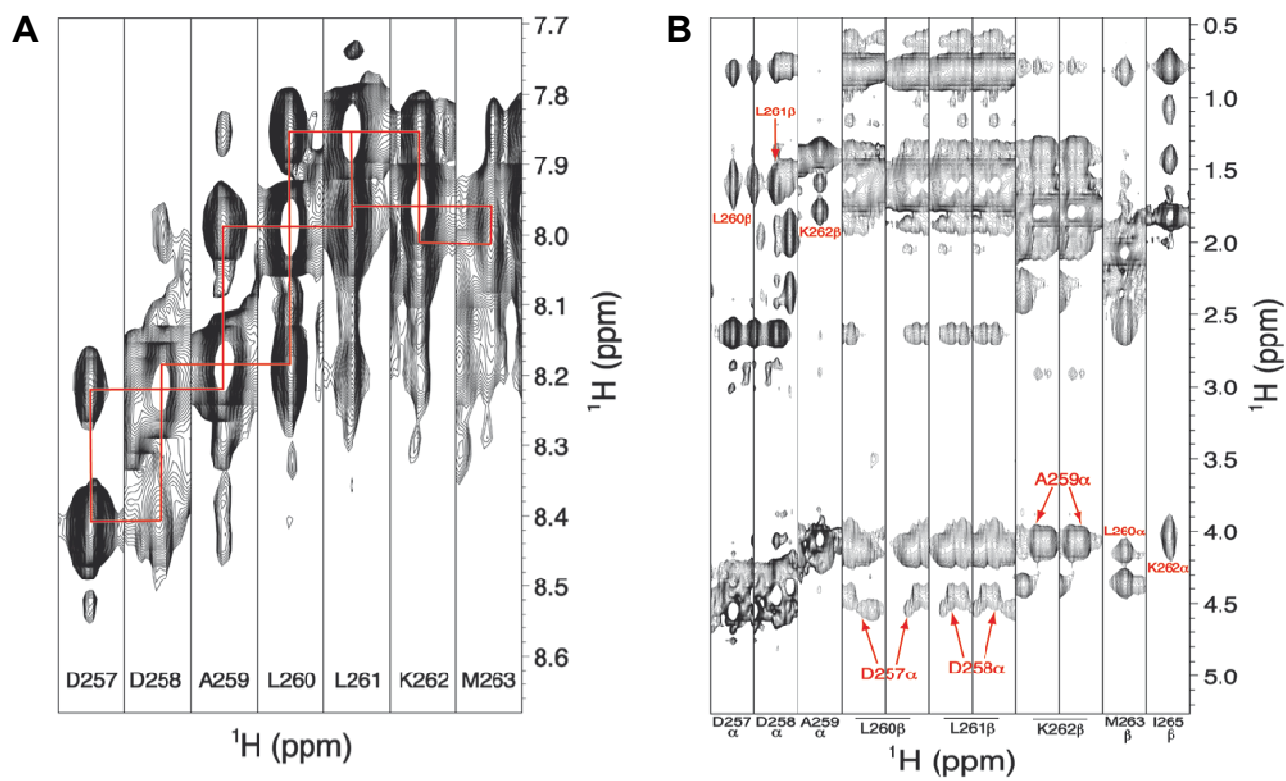 A
7.7
7.8
7.9
8.0
8.1
8.2
8.3
8.4
8.5
8.6
¹H (ppm)
D257 D258 A259 L260 L261 K262 M263
¹H (ppm)
B
0.5
1.0
1.5
2.0
2.5
3.0
3.5
4.0
4.5
5.0
¹H (ppm)
L261β
L260β
K262β
A259α
L260α
K262α
D257α
D258α
D257 D258 A259 L260β L261β K262β M263 I265
α α α β β
¹H (ppm)